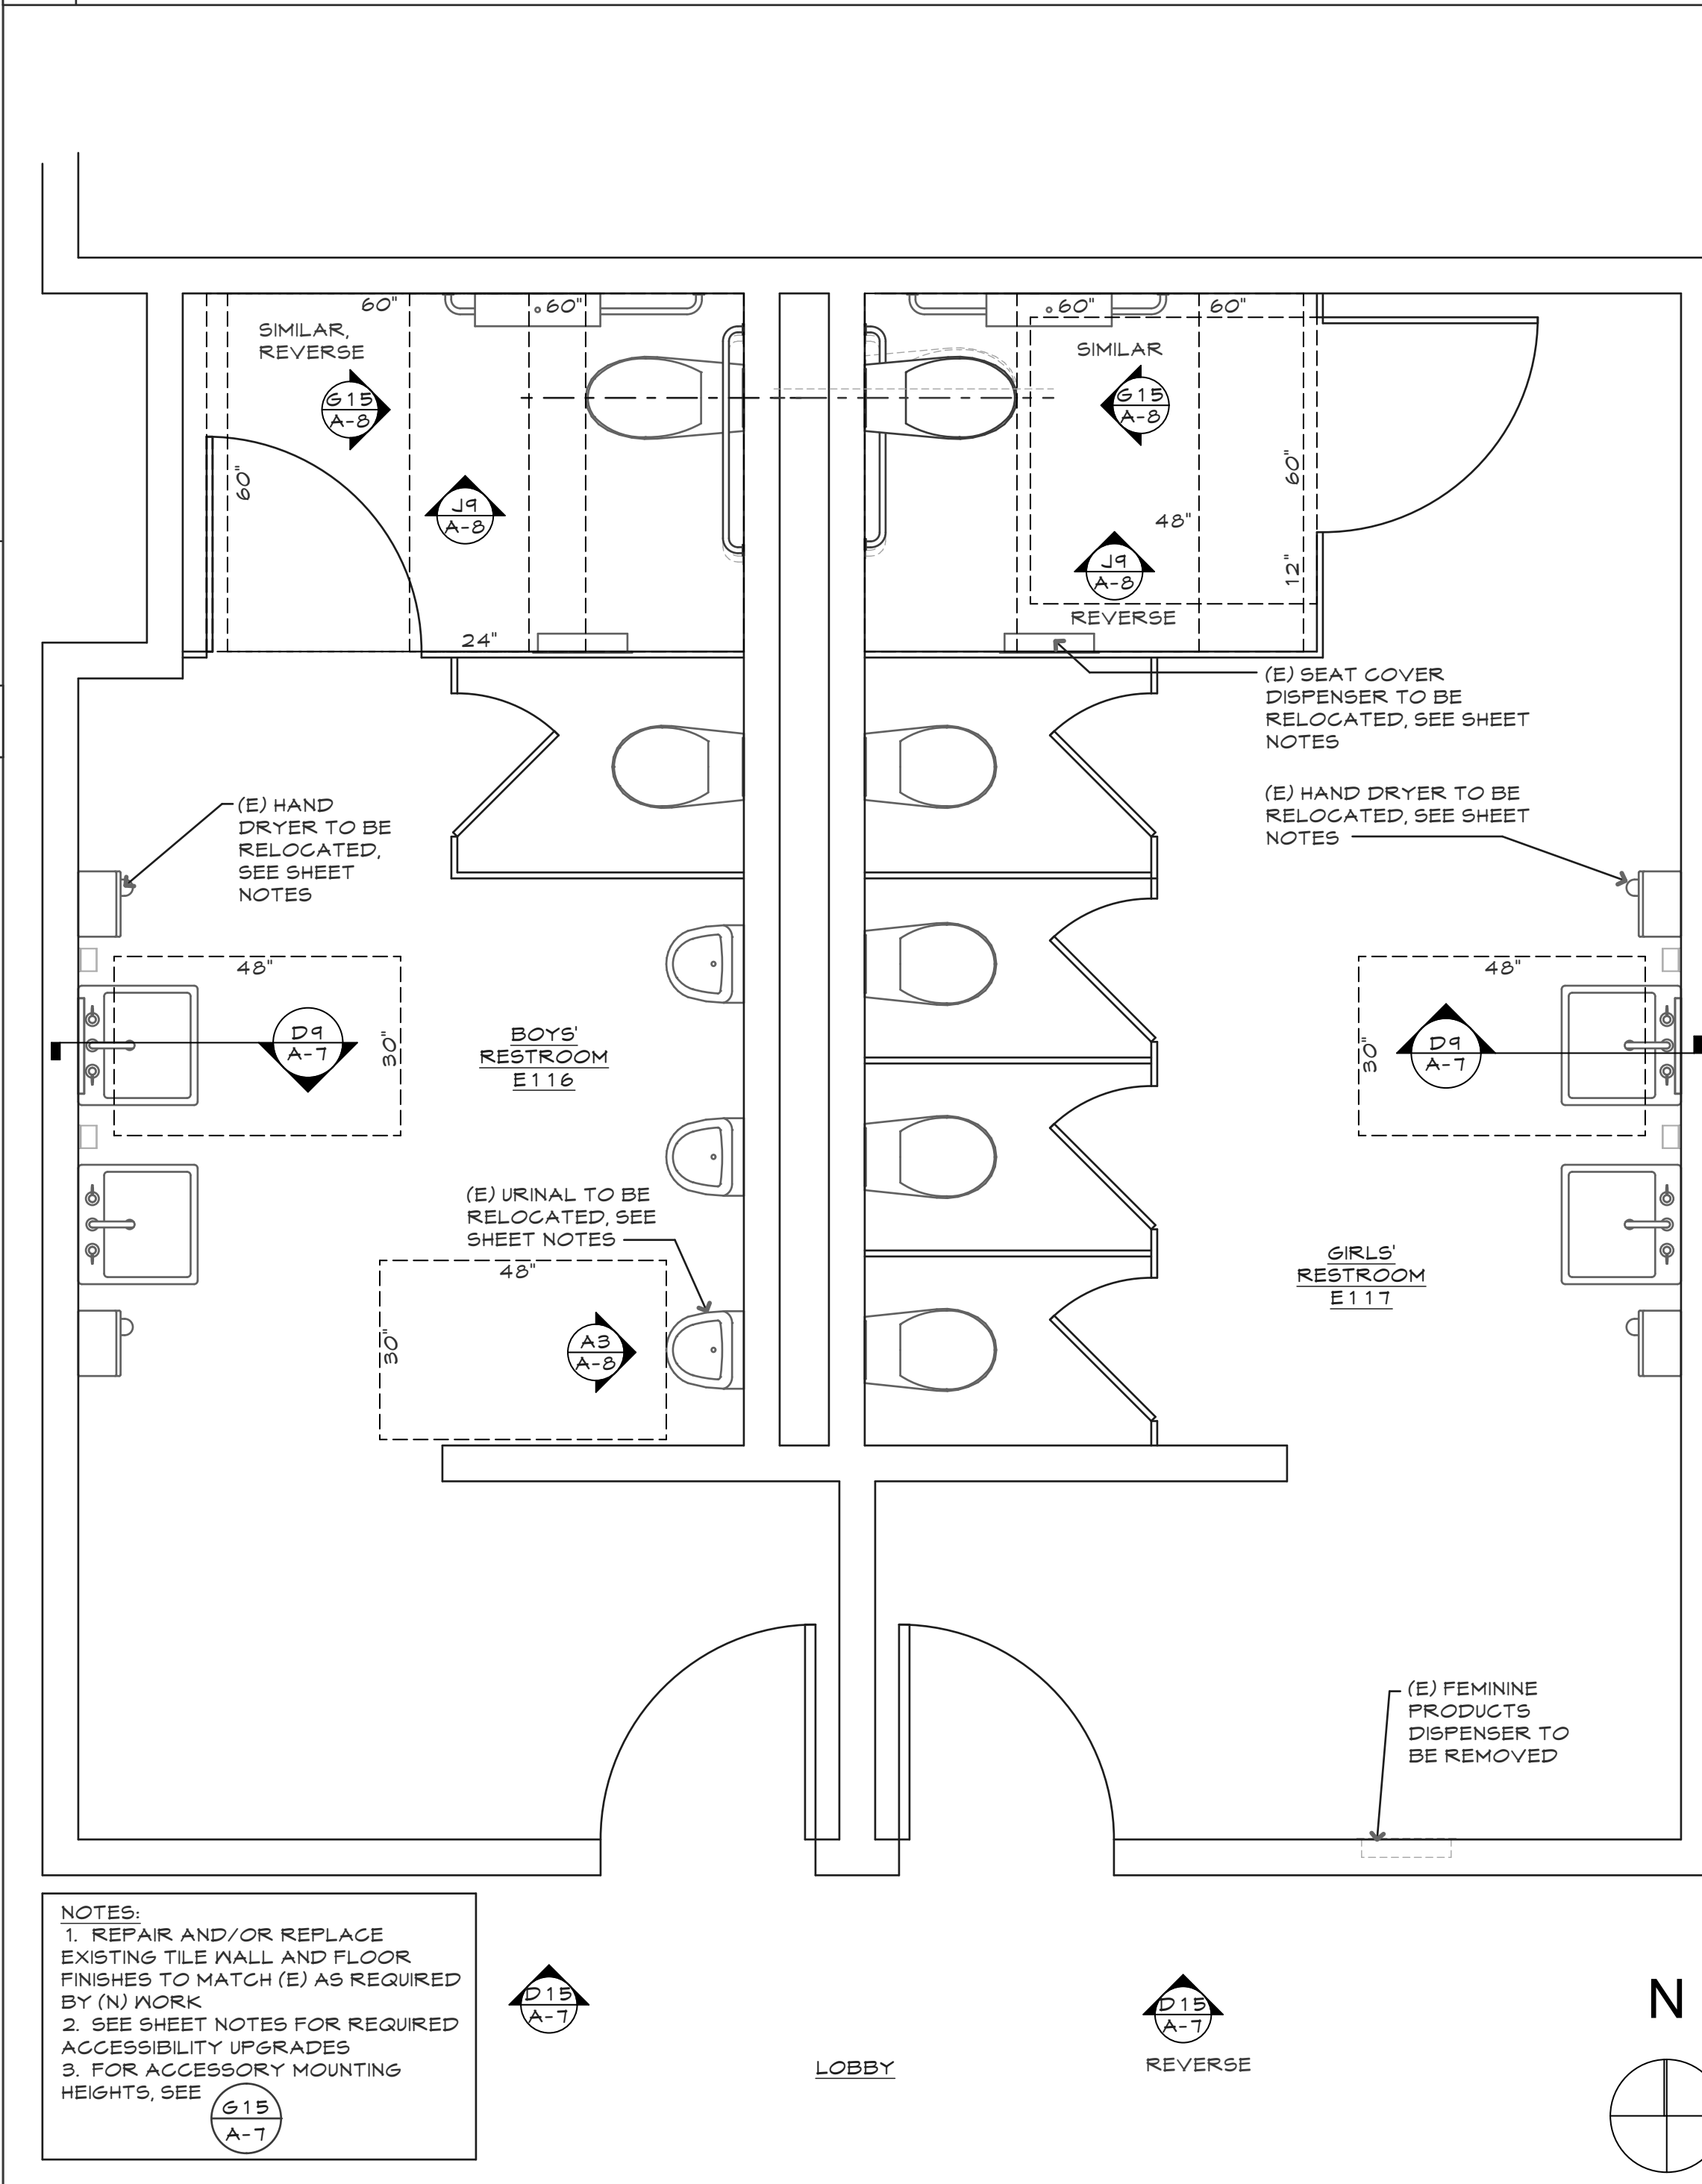 60"
60"
60"
60"
SIMILAR,
REVERSE
SIMILAR
G15
A-8
G15
A-8
60"
60"
J9
A-8
48"
J9
A-8
12"
REVERSE
24"
(E) SEAT COVER
DISPENSER TO BE
RELOCATED, SEE SHEET
NOTES
(E) HAND
DRYER TO BE
RELOCATED,
SEE SHEET
NOTES
(E) HAND DRYER TO BE
RELOCATED, SEE SHEET
NOTES
48"
30"
D9
A-7
BOYS'
RESTROOM
E116
48"
30"
D9
A-7
(E) URINAL TO BE
RELOCATED, SEE
SHEET NOTES
48"
30"
A3
A-8
GIRLS'
RESTROOM
E117
(E) FEMININE
PRODUCTS
DISPENSER TO
BE REMOVED
NOTES:
1. REPAIR AND/OR REPLACE
EXISTING TILE WALL AND FLOOR
FINISHES TO MATCH (E) AS REQUIRED
BY (N) WORK
2. SEE SHEET NOTES FOR REQUIRED
ACCESSIBILITY UPGRADES
3. FOR ACCESSORY MOUNTING
HEIGHTS, SEE
G15
A-7
D15
A-7
LOBBY
D15
A-7
REVERSE
N